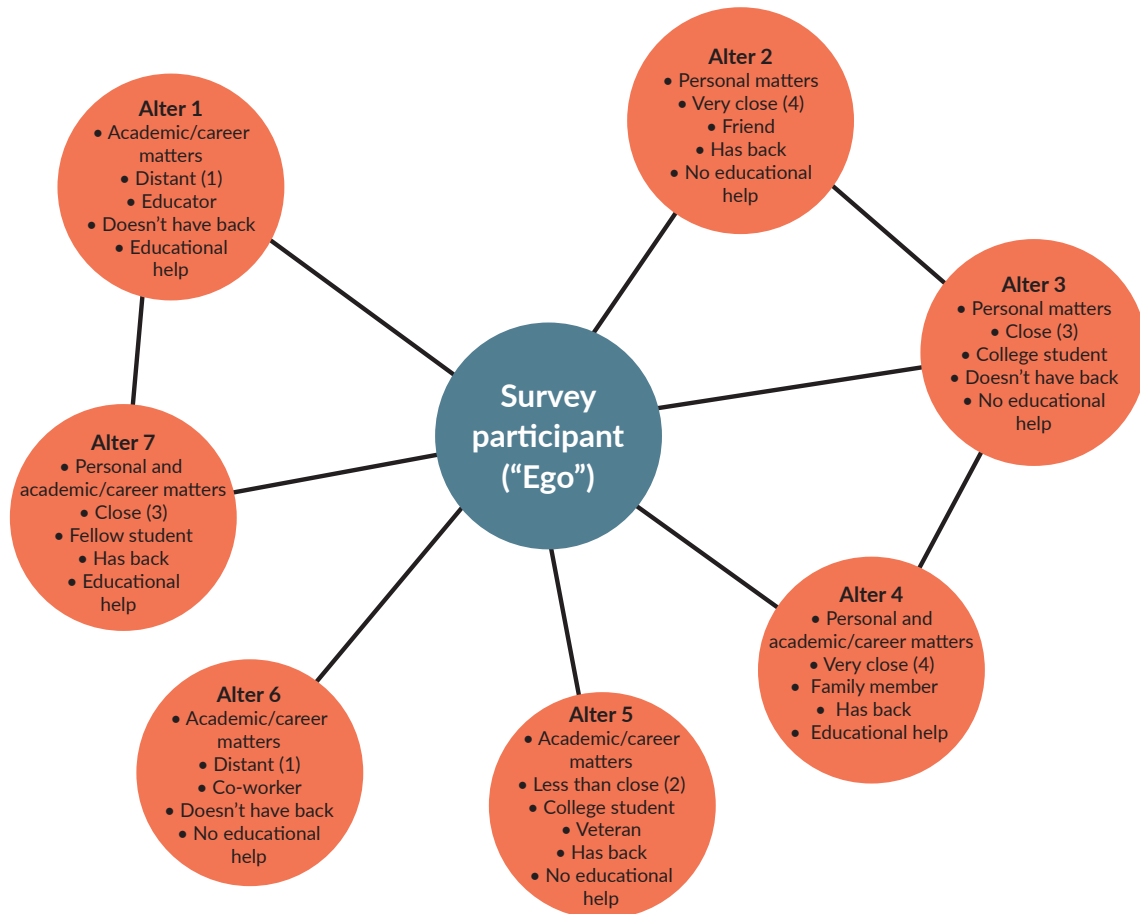 Alter 1
• Academic/career
matters
• Distant (1)
• Educator
• Doesn't have back
• Educational
help
Alter 2
• Personal matters
• Very close (4)
• Friend
• Has back
• No educational
help
Alter 3
• Personal matters
• Close (3)
• College student
• Doesn't have back
• No educational
help
Survey
participant
(“Ego”)
Alter 7
• Personal and
academic/career matters
• Close (3)
• Fellow student
• Has back
• Educational
help
Alter 4
• Personal and
academic/career matters
• Very close (4)
• Family member
• Has back
• Educational help
Alter 6
• Academic/career
matters
• Distant (1)
• Co-worker
• Doesn't have back
• No educational
help
Alter 5
• Academic/career
matters
• Less than close (2)
• College student
• Veteran
• Has back
• No educational
help